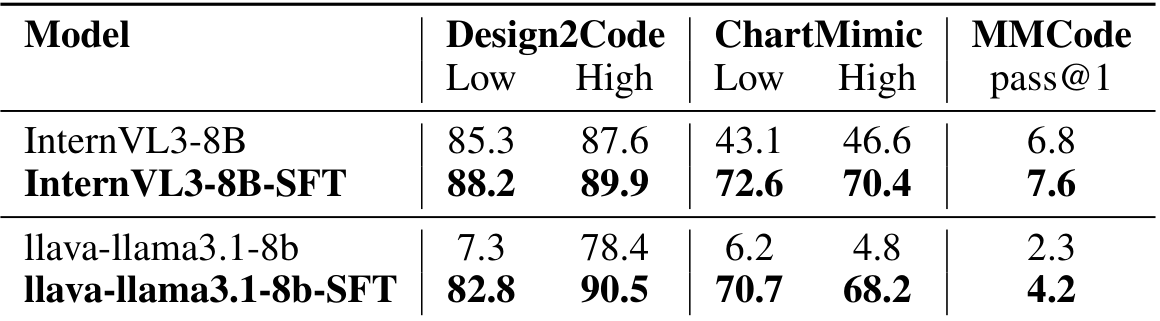 Model Design2Code ChartMimic MMCode
Low High Low High pass@1
InternVL3-8B 85.3 87.6 43.1 46.6 6.8
InternVL3-8B-SFT 88.2 89.9 72.6 70.4 7.6
llava-llama3.1-8b 7.3 78.4 6.2 4.8 2.3
llava-llama3.1-8b-SFT 82.8 90.5 70.7 68.2 4.2